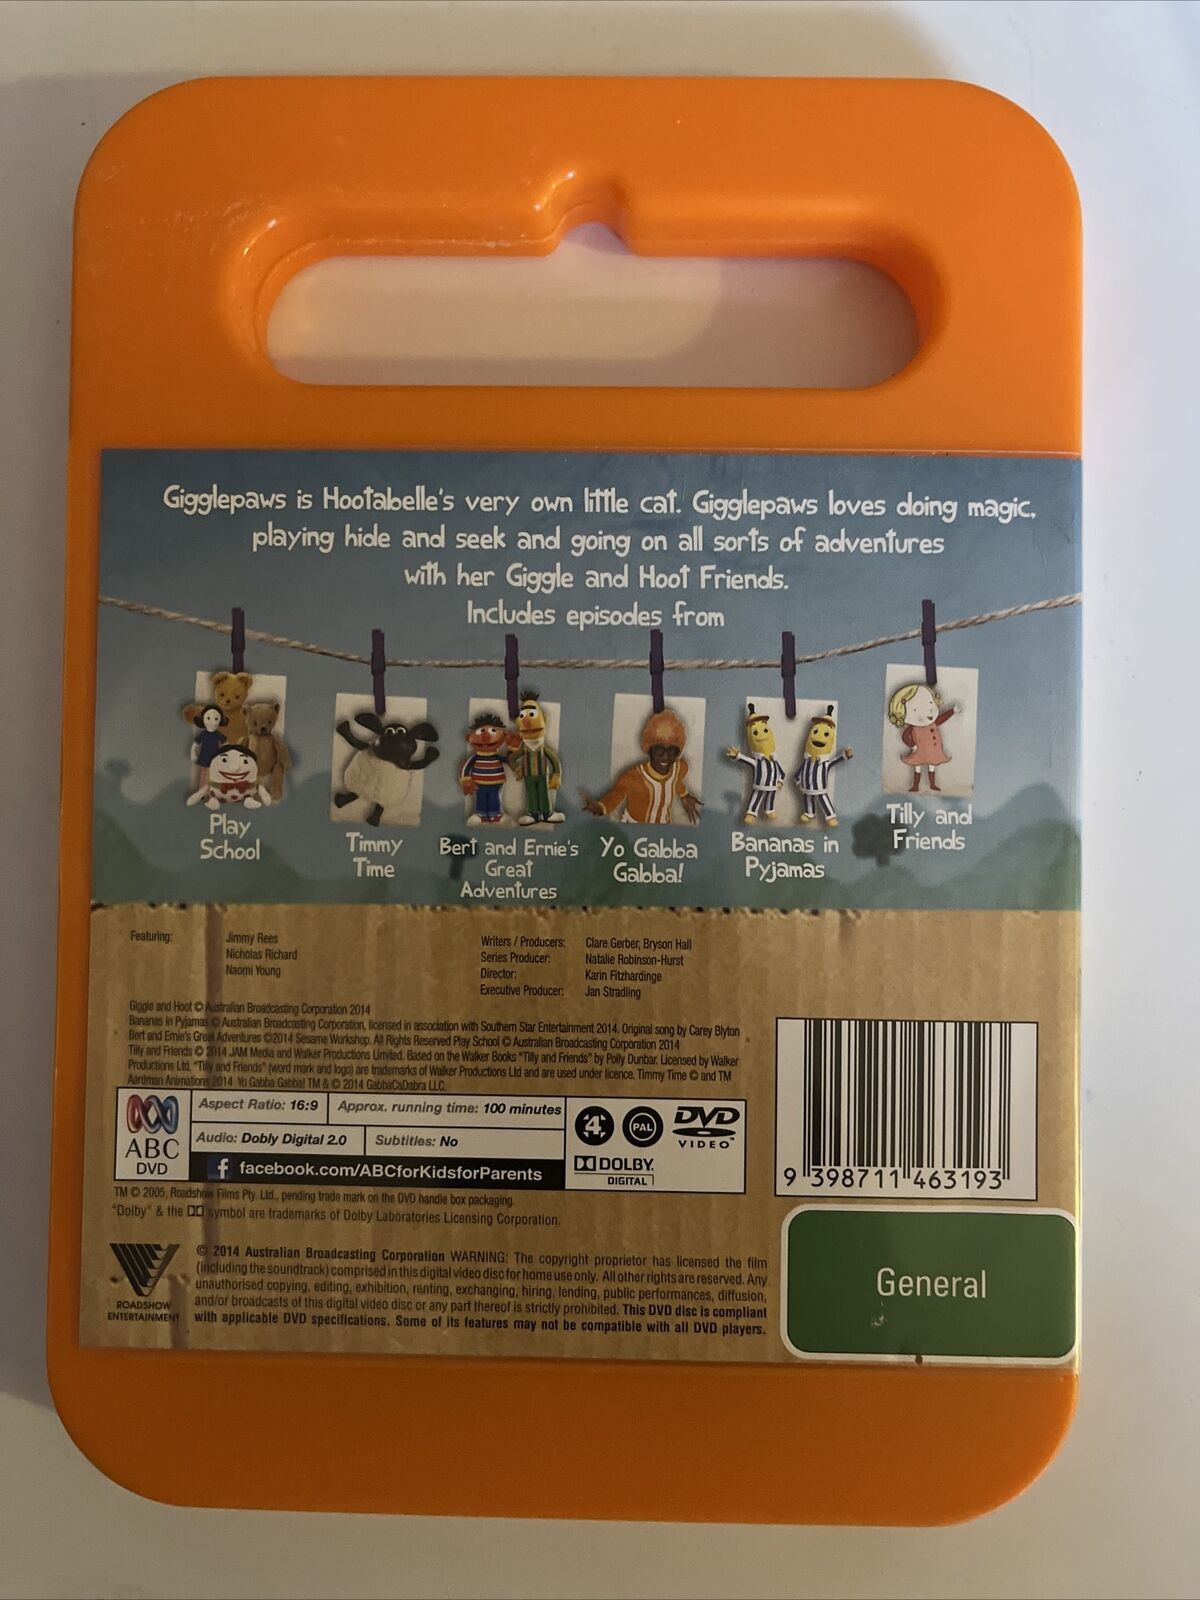 Gigglepaws is Hootabelle's very own little cat. Gigglepaws loves doing magic,
playing hide and seek and going on all sorts of adventures
with her Giggle and Hoot Friends.
Includes episodes from
Play
School
Timmy
Time
Bert and Ernie's
Great
Adventures
Yo Gabba
Gabba!
Bananas in
Pyjamas
Tilly and
Friends
Featuring: Jimmy Rees
Nicholas Richard
Naomi Young
Writers / Producers: Clare Gerber, Bryson Hall
Series Producer: Natalie Robinson-Hurst
Director: Karin Fitzhardinge
Executive Producer: Jan Stradling
Giggle and Hoot © Australian Broadcasting Corporation 2014
Bananas in Pyjamas © Australian Broadcasting Corporation, licensed in association with Southern Star Entertainment 2014. Original song by Carey Blyton
Bert and Ernie's Great Adventures ©2014 Sesame Workshop. All Rights Reserved Play School © Australian Broadcasting Corporation 2014
Tilly and Friends © 2014 JAM Media and Walker Productions Limited. Based on the Walker Books "Tilly and Friends" by Polly Dunbar. Licensed by Walker
Productions Ltd. "Tilly and Friends" (word mark and logo) are trademarks of Walker Productions Ltd and are used under licence. Timmy Time © and TM
Aardman Animations 2014 Yo Gabba Gabba! TM & © 2014 GabbaCaDabra LLC.
ABC
DVD
Aspect Ratio: 16:9
Approx. running time: 100 minutes
Audio: Dobly Digital 2.0
Subtitles: No
f facebook.com/ABCforKidsforParents
4
PAL
DVD
VIDEO™
DOLBY.
DIGITAL
9 398711 463193
TM © 2005, Roadshow Films Pty. Ltd., pending trade mark on the DVD handle box packaging.
"Dolby" & the DD symbol are trademarks of Dolby Laboratories Licensing Corporation.
ROADSHOW
ENTERTAINMENT
© 2014 Australian Broadcasting Corporation WARNING: The copyright proprietor has licensed the film
(including the soundtrack) comprised in this digital video disc for home use only. All other rights are reserved. Any
unauthorised copying, editing, exhibition, renting, exchanging, hiring, lending, public performances, diffusion,
and/or broadcasts of this digital video disc or any part thereof is strictly prohibited. This DVD disc is compliant
with applicable DVD specifications. Some of its features may not be compatible with all DVD players.
General